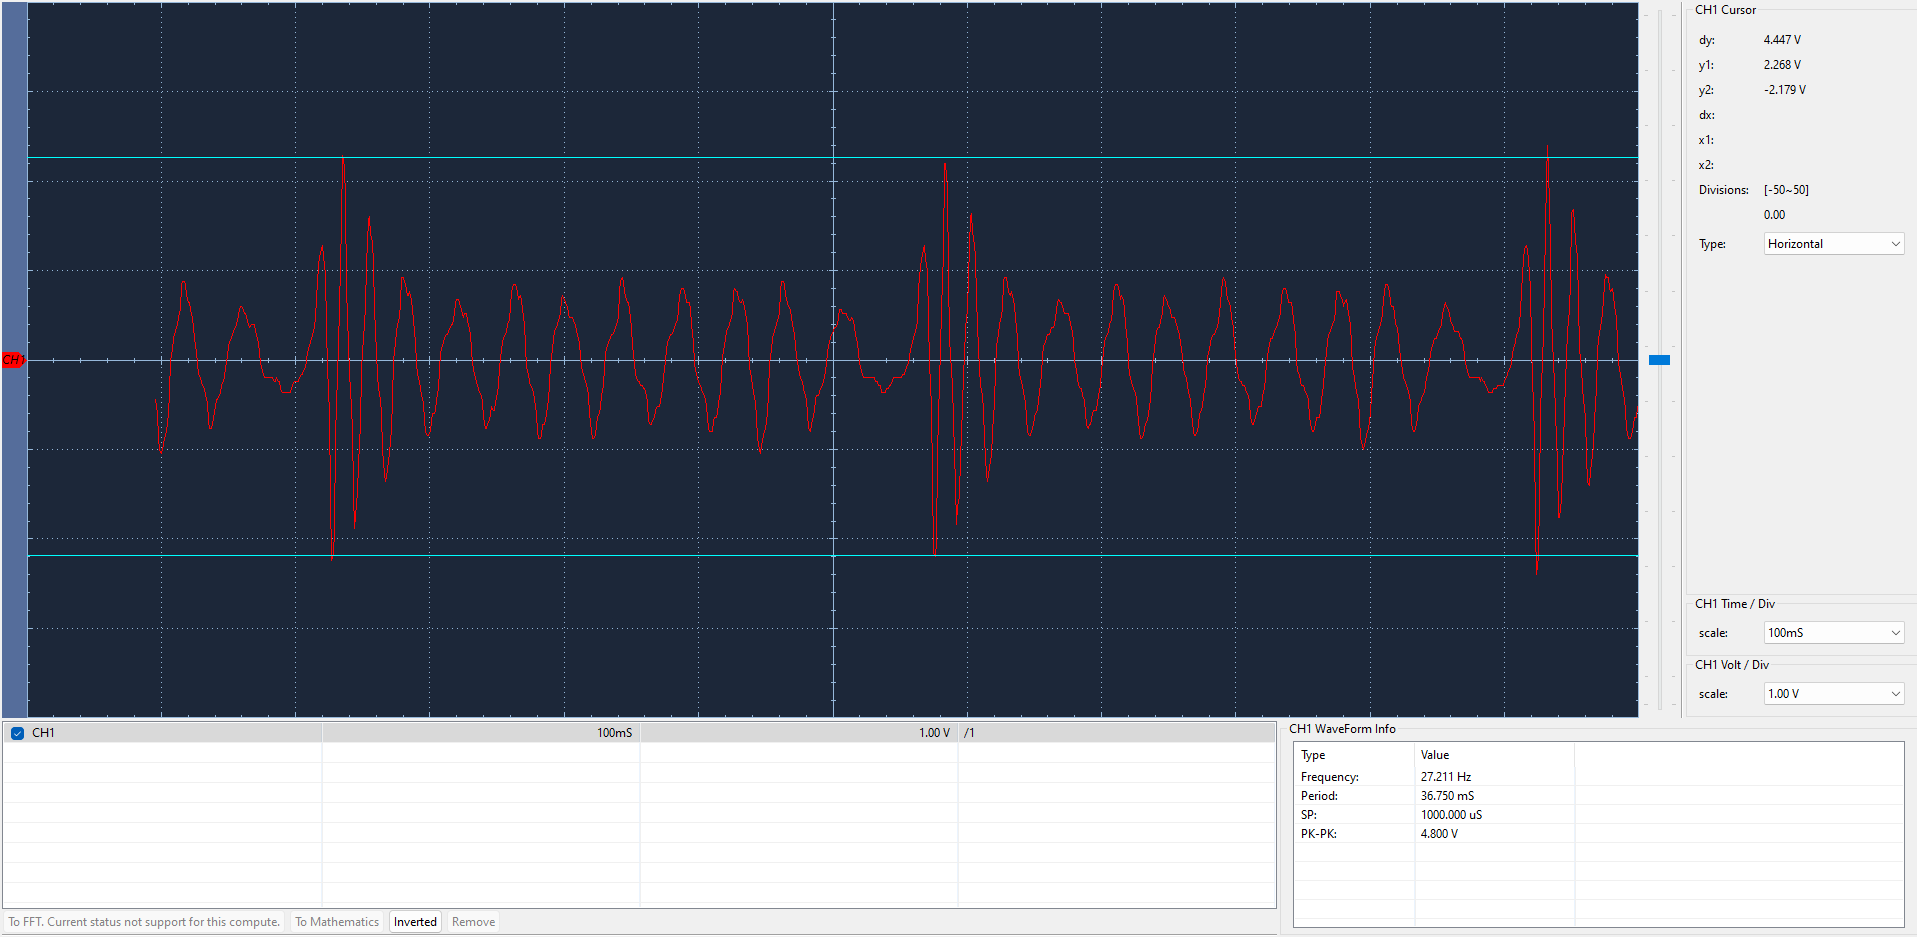 CH1 Cursor
dy: 4.447 V
y1: 2.268 V
y2: -2.179 V
dx:
x1:
x2:
Divisions: [-50~50]
0.00
Type: Horizontal
CH1
CH1 Time / Div
scale: 100mS
CH1 Volt / Div
scale: 1.00 V
CH1 100mS 1.00 V /1
CH1 WaveForm Info
Type Value
Frequency: 27.211 Hz
Period: 36.750 mS
SP: 1000.000 uS
PK-PK: 4.800 V
To FFT. Current status not support for this compute. To Mathematics Inverted Remove